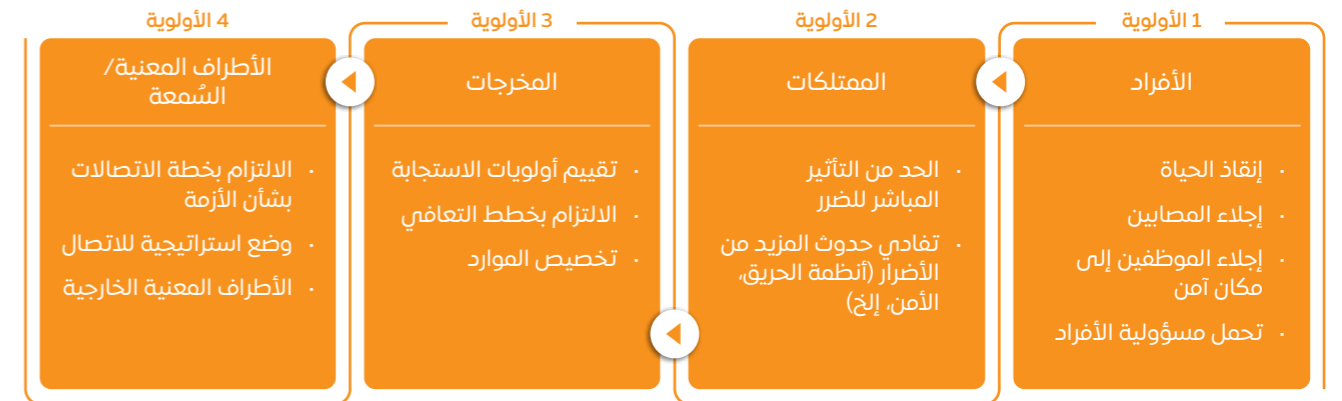 1 الأولوية
الأفراد
· إنقاذ الحياة
· إجلاء المصابين
· إجلاء الموظفين إلى
مكان آمن
· تحمل مسؤولية الأفراد
2 الأولوية
الممتلكات
· الحد من التأثير
المباشر للضرر
· تفادي حدوث المزيد من
الأضرار (أنظمة الحريق،
الأمن، إلخ)
3 الأولوية
المخرجات
· تقييم أولويات الاستجابة
· الالتزام بخطط التعافي
· تخصيص الموارد
4 الأولوية
الأطراف المعنية/
السُمعة
· الالتزام بخطة الاتصالات
بشأن الأزمة
· وضع استراتيجية للاتصال
· الأطراف المعنية الخارجية